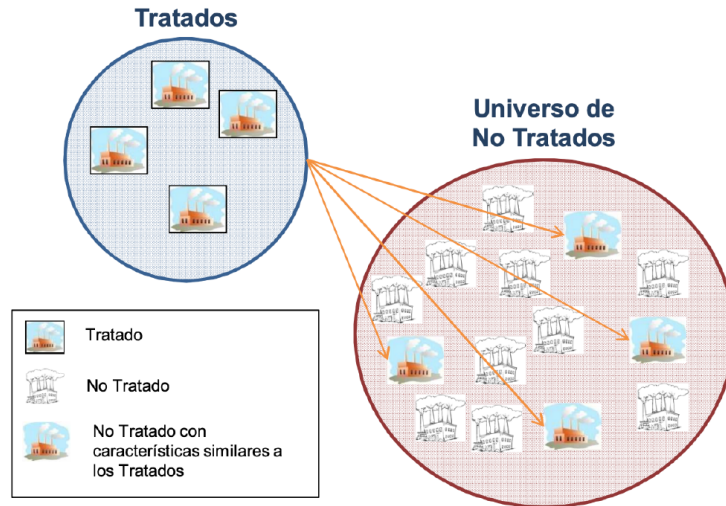 Tratados
Universo de
No Tratados
Tratado
No Tratado
No Tratado con
características similares a
los Tratados